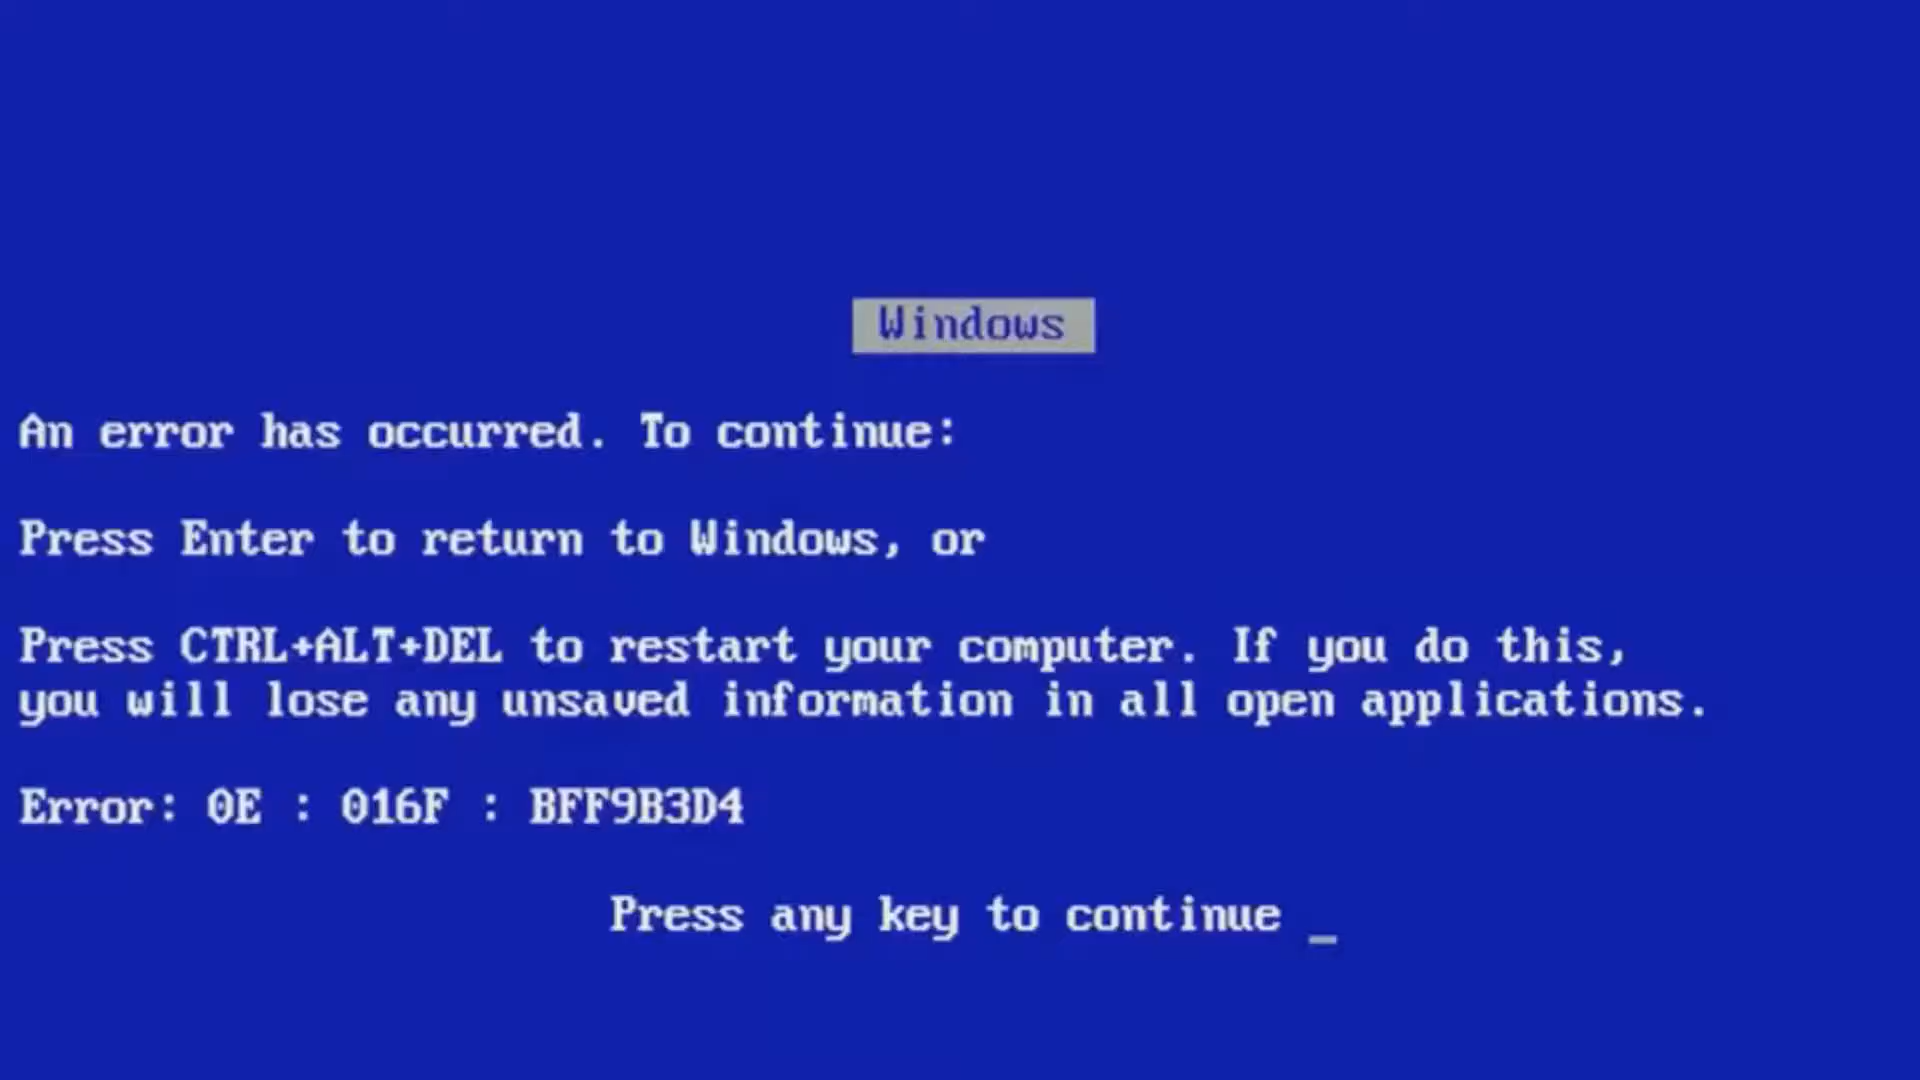 Windows
An error has occurred. To continue:
Press Enter to return to Windows, or
Press CTRL+ALT+DEL to restart your computer. If you do this,
you will lose any unsaved information in all open applications.
Error: 0E : 016F : BFF9B3D4
Press any key to continue _